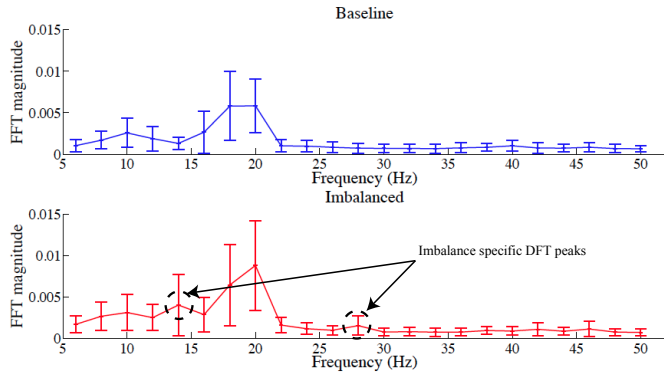 Baseline
0.015
0.01
0.005
0
FFT magnitude
5 10 15 20 25 30 35 40 45 50
Frequency (Hz)
Imbalanced
0.015
0.01
0.005
0
FFT magnitude
Imbalance specific DFT peaks
5 10 15 20 25 30 35 40 45 50
Frequency (Hz)